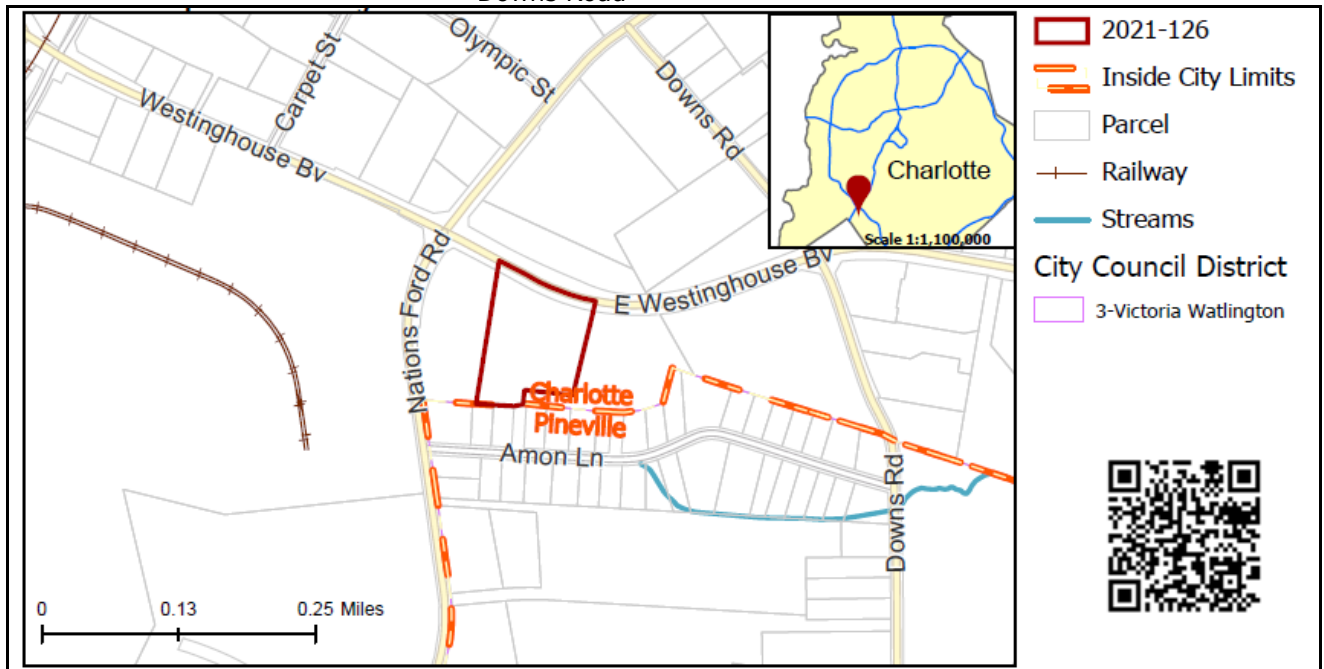 Downs Road
Westinghouse Bv
Carpet St
Olympic St
Downs Rd
Nations Ford Rd
E Westinghouse Bv
Charlotte
Pineville
Amon Ln
Downs Rd
0 0.13 0.25 Miles
Charlotte
Scale 1:1,100,000
2021-126
Inside City Limits
Parcel
Railway
Streams
City Council District
3-Victoria Watlington